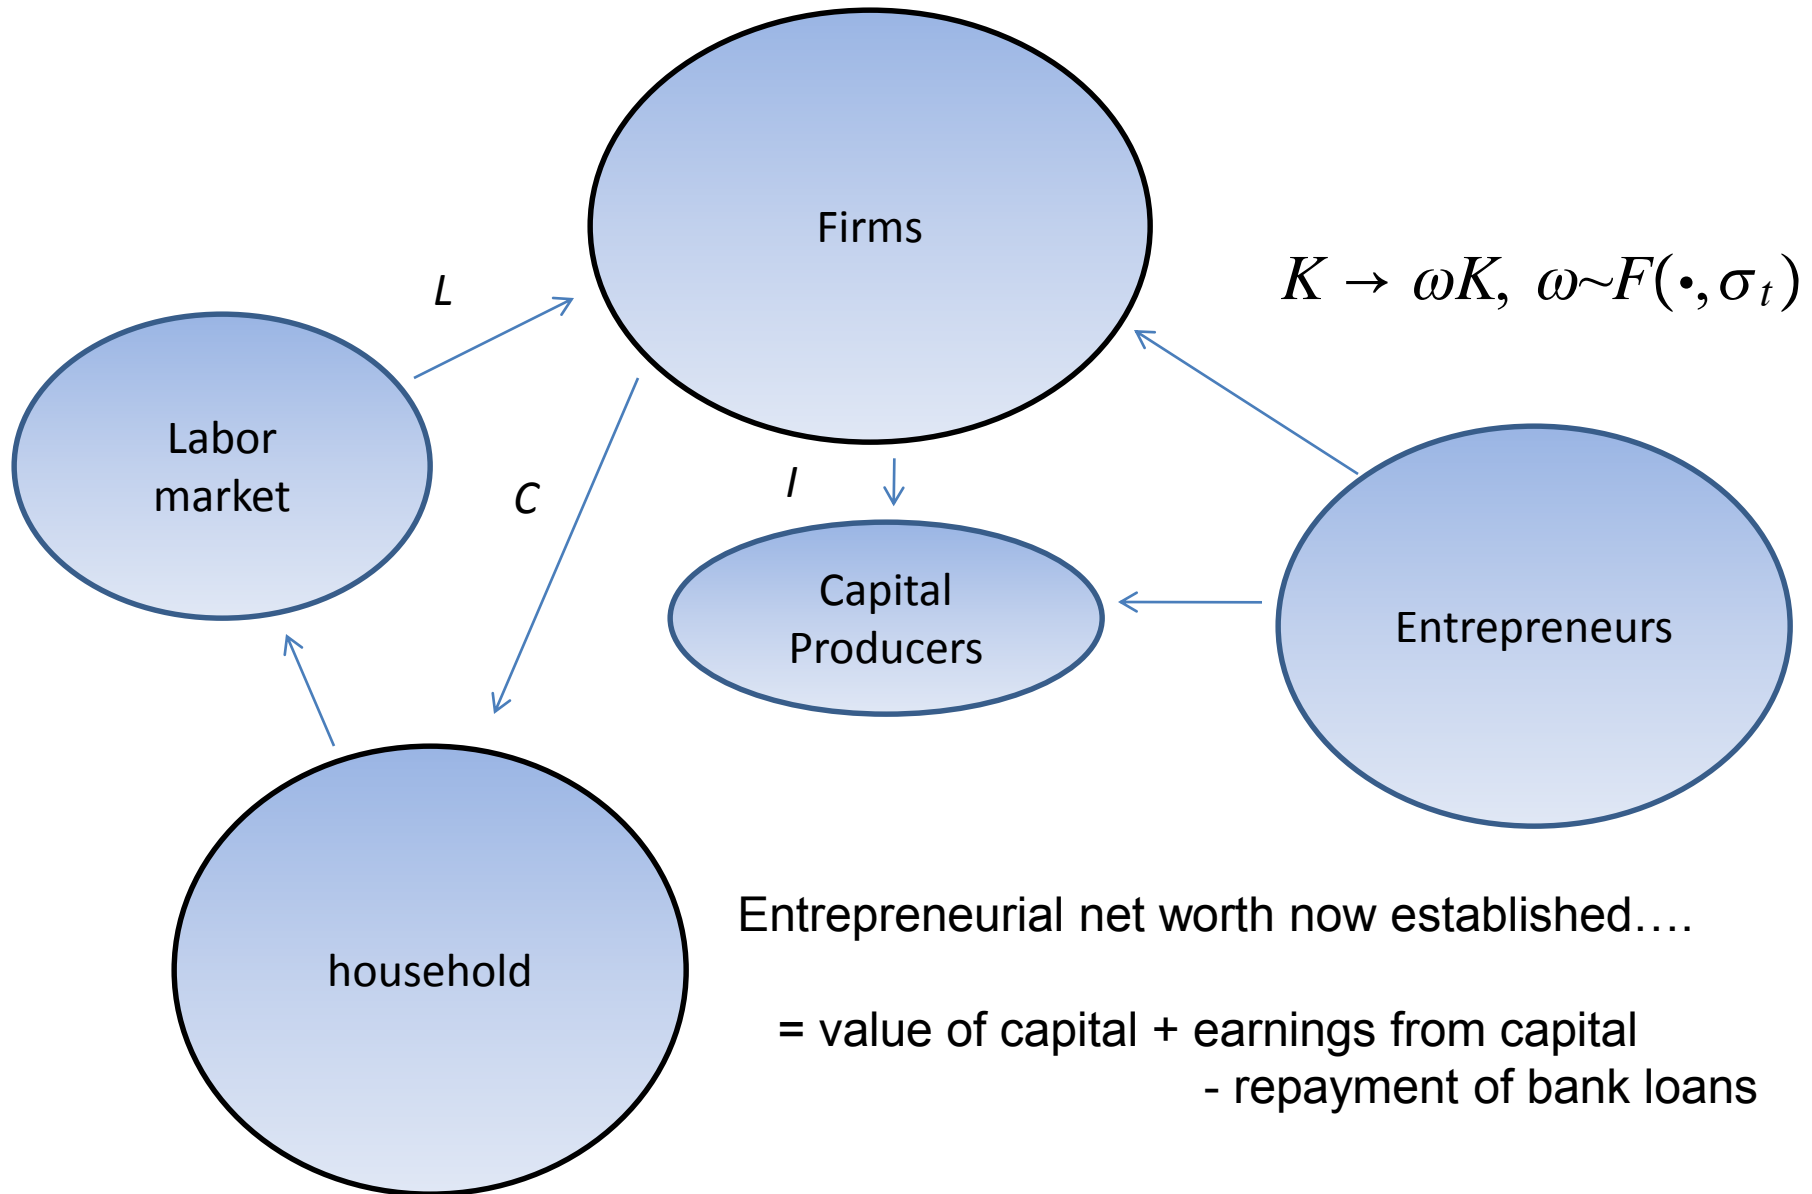 Firms
K → ωK, ω~F(•,σ_t)
L
Labor
market
C
I
Capital
Producers
Entrepreneurs
household
Entrepreneurial net worth now established….
= value of capital + earnings from capital
- repayment of bank loans